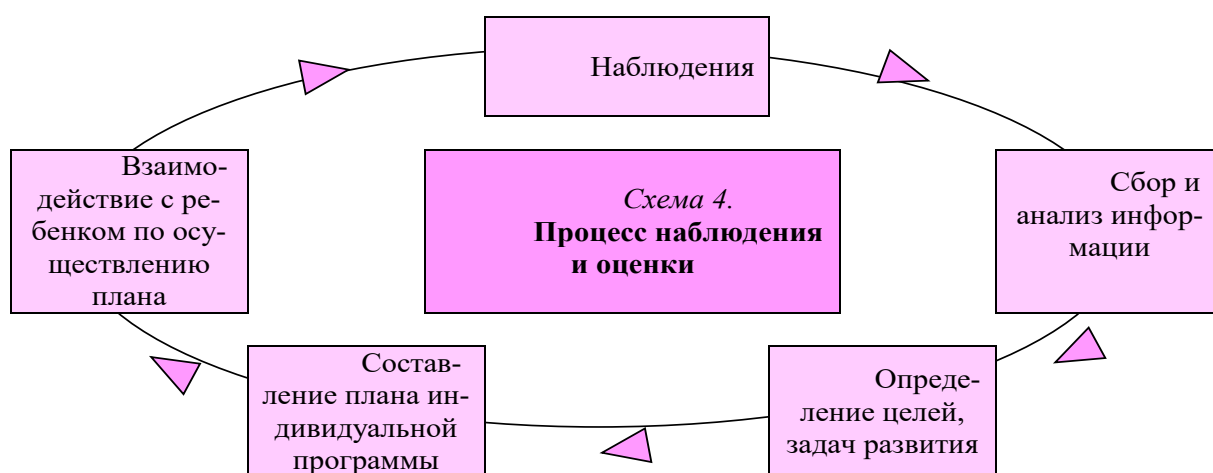 Наблюдения
Взаимо-
действие с ре-
бенком по осу-
ществлению
плана
Схема 4.
Процесс наблюдения
и оценки
Сбор и
анализ инфор-
мации
Состав-
ление плана ин-
дивидуальной
программы
Опреде-
ление целей,
задач развития